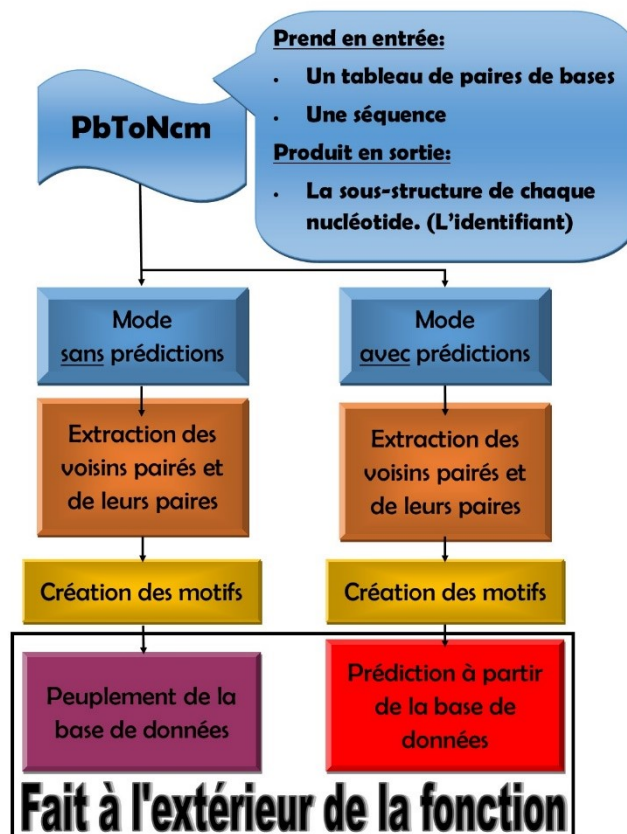 PbToNcm
Prend en entrée:
• Un tableau de paires de bases
• Une séquence
Produit en sortie:
• La sous-structure de chaque
nucléotide. (L'identifiant)
Mode
sans prédictions
Mode
avec prédictions
Extraction des
voisins pairés et
de leurs paires
Extraction des
voisins pairés et
de leurs paires
Création des motifs
Création des motifs
Peuplement de la
base de données
Prédiction à partir
de la base de
données
Fait à l'extérieur de la fonction